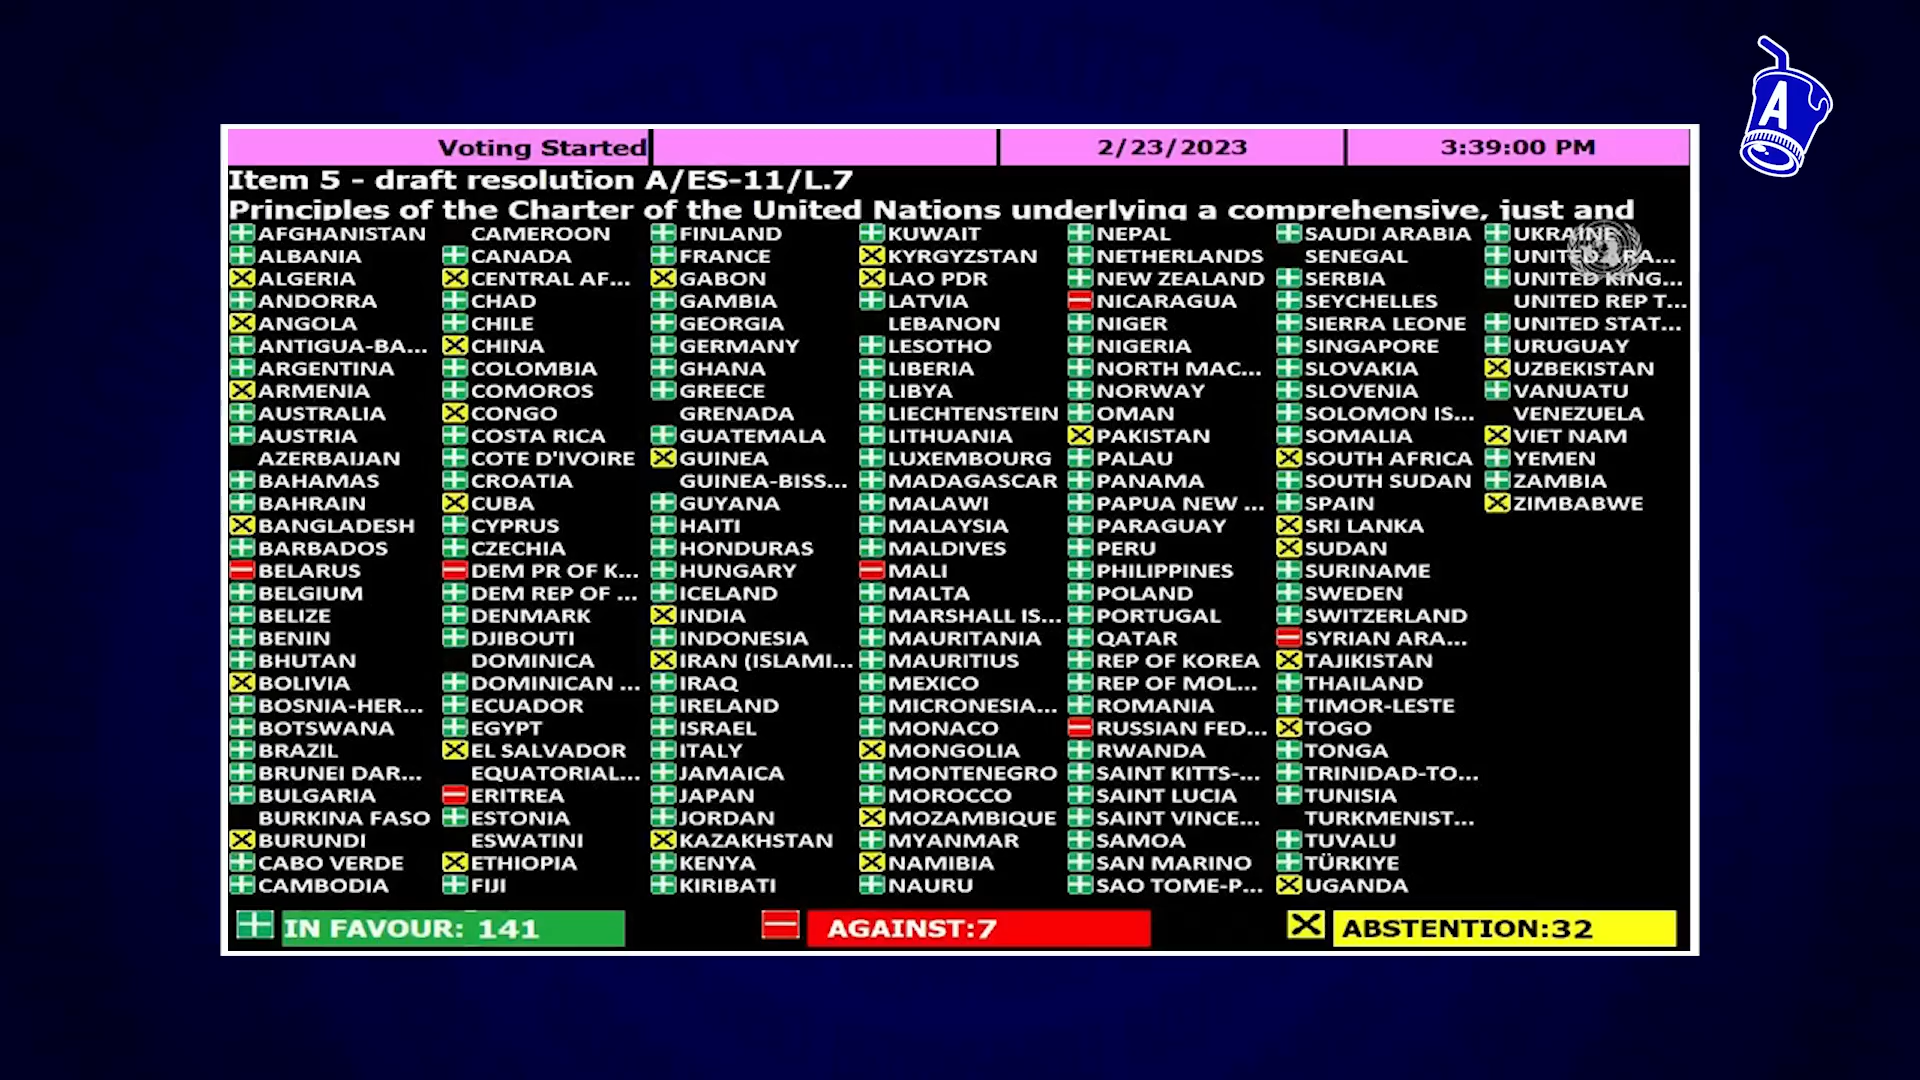 A
Voting Started 2/23/2023 3:39:00 PM
Item 5 - draft resolution A/ES-11/L.7
Principles of the Charter of the United Nations underlying a comprehensive, just and
AFGHANISTAN CAMEROON FINLAND KUWAIT NEPAL SAUDI ARABIA UKRAINE
ALBANIA CANADA FRANCE KYRGYZSTAN NETHERLANDS SENEGAL UNITED ARA...
ALGERIA CENTRAL AF... GABON LAO PDR NEW ZEALAND SERBIA UNITED KING...
ANDORRA CHAD GAMBIA LATVIA NICARAGUA SEYCHELLES UNITED REP T...
ANGOLA CHILE GEORGIA LEBANON NIGER SIERRA LEONE UNITED STAT...
ANTIGUA-BA... CHINA GERMANY LESOTHO NIGERIA SINGAPORE URUGUAY
ARGENTINA COLOMBIA GHANA LIBERIA NORTH MAC... SLOVAKIA UZBEKISTAN
ARMENIA COMOROS GREECE LIBYA NORWAY SLOVENIA VANUATU
AUSTRALIA CONGO GRENADA LIECHTENSTEIN OMAN SOLOMON IS... VENEZUELA
AUSTRIA COSTA RICA GUATEMALA LITHUANIA PAKISTAN SOMALIA VIET NAM
AZERBAIJAN COTE D'IVOIRE GUINEA LUXEMBOURG PALAU SOUTH AFRICA YEMEN
BAHAMAS CROATIA GUINEA-BISS... MADAGASCAR PANAMA SOUTH SUDAN ZAMBIA
BAHRAIN CUBA GUYANA MALAWI PAPUA NEW ... SPAIN ZIMBABWE
BANGLADESH CYPRUS HAITI MALAYSIA PARAGUAY SRI LANKA
BARBADOS CZECHIA HONDURAS MALDIVES PERU SUDAN
BELARUS DEM PR OF K... HUNGARY MALI PHILIPPINES SURINAME
BELGIUM DEM REP OF ... ICELAND MALTA POLAND SWEDEN
BELIZE DENMARK INDIA MARSHALL IS... PORTUGAL SWITZERLAND
BENIN DJIBOUTI INDONESIA MAURITANIA QATAR SYRIAN ARA...
BHUTAN DOMINICA IRAN (ISLAMI... MAURITIUS REP OF KOREA TAJIKISTAN
BOLIVIA DOMINICAN ... IRAQ MEXICO REP OF MOL... THAILAND
BOSNIA-HER... ECUADOR IRELAND MICRONESIA... ROMANIA TIMOR-LESTE
BOTSWANA EGYPT ISRAEL MONACO RUSSIAN FED... TOGO
BRAZIL EL SALVADOR ITALY MONGOLIA RWANDA TONGA
BRUNEI DAR... EQUATORIAL... JAMAICA MONTENEGRO SAINT KITTS-... TRINIDAD-TO...
BULGARIA ERITREA JAPAN MOROCCO SAINT LUCIA TUNISIA
BURKINA FASO ESTONIA JORDAN MOZAMBIQUE SAINT VINCE... TURKMENIST...
BURUNDI ESWATINI KAZAKHSTAN MYANMAR SAMOA TUVALU
CABO VERDE ETHIOPIA KENYA NAMIBIA SAN MARINO TÜRKIYE
CAMBODIA FIJI KIRIBATI NAURU SAO TOME-P... UGANDA
IN FAVOUR: 141 AGAINST:7 ABSTENTION:32